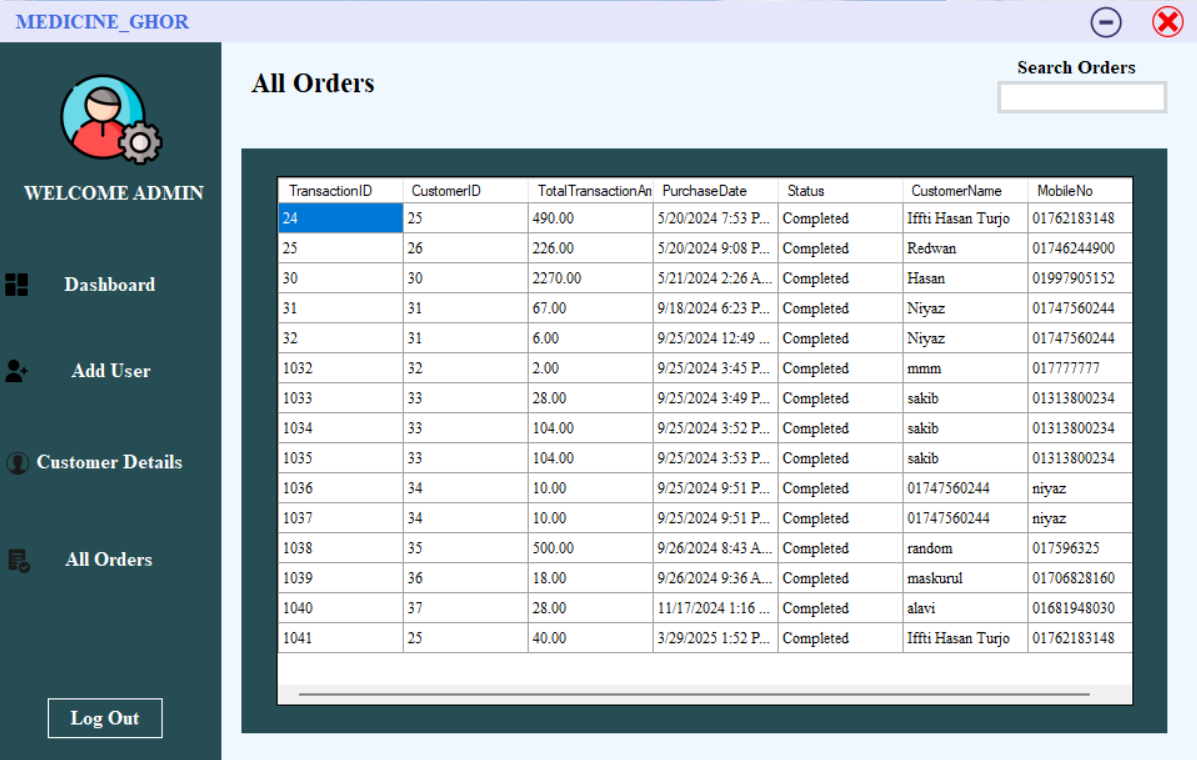 MEDICINE_GHOR
All Orders
Search Orders
WELCOME ADMIN
Dashboard
Add User
Customer Details
All Orders
Log Out
TransactionID CustomerID TotalTransactionAn PurchaseDate Status CustomerName MobileNo
24 25 490.00 5/20/2024 7:53 P... Completed Iffti Hasan Turjo 01762183148
25 26 226.00 5/20/2024 9:08 P... Completed Redwan 01746244900
30 30 2270.00 5/21/2024 2:26 A... Completed Hasan 01997905152
31 31 67.00 9/18/2024 6:23 P... Completed Niyaz 01747560244
32 31 6.00 9/25/2024 12:49 ... Completed Niyaz 01747560244
1032 32 2.00 9/25/2024 3:45 P... Completed mmm 017777777
1033 33 28.00 9/25/2024 3:49 P... Completed sakib 01313800234
1034 33 104.00 9/25/2024 3:52 P... Completed sakib 01313800234
1035 33 104.00 9/25/2024 3:53 P... Completed sakib 01313800234
1036 34 10.00 9/25/2024 9:51 P... Completed 01747560244 niyaz
1037 34 10.00 9/25/2024 9:51 P... Completed 01747560244 niyaz
1038 35 500.00 9/26/2024 8:43 A... Completed random 017596325
1039 36 18.00 9/26/2024 9:36 A... Completed maskurul 01706828160
1040 37 28.00 11/17/2024 1:16 ... Completed alavi 01681948030
1041 25 40.00 3/29/2025 1:52 P... Completed Iffti Hasan Turjo 01762183148